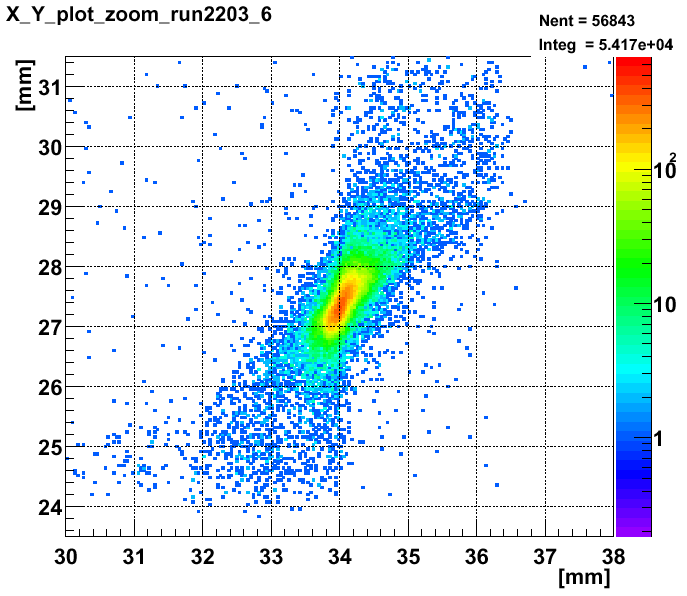 X_Y_plot_zoom_run2203_6
Nent = 56843
Integ = 5.417e+04
[mm]
31
30
29
28
27
26
25
24
30 31 32 33 34 35 36 37 38
[mm]
10²
10
1